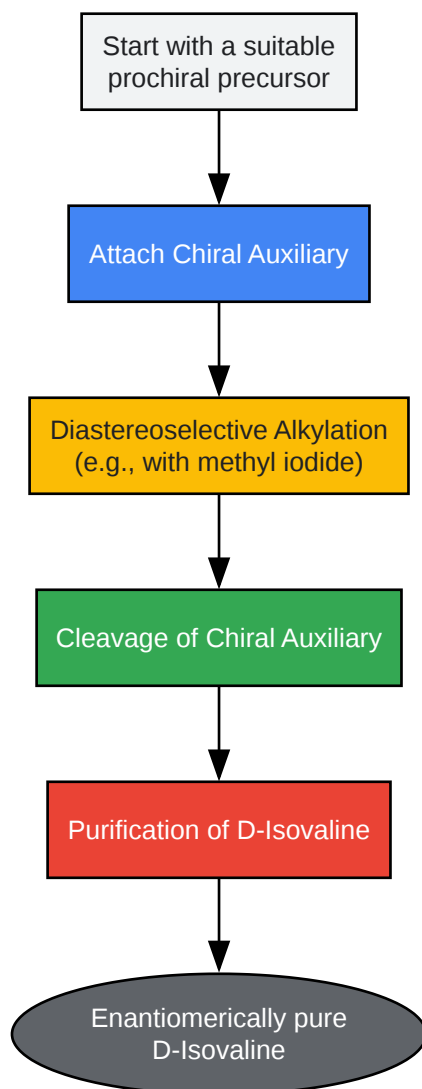 Start with a suitable
prochiral precursor
Attach Chiral Auxiliary
Diastereoselective Alkylation
(e.g., with methyl iodide)
Cleavage of Chiral Auxiliary
Purification of D-Isovaline
Enantiomerically pure
D-Isovaline